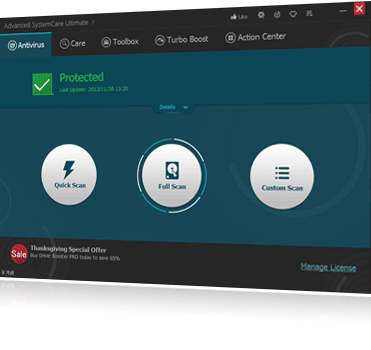 Advanced SystemCare Ultimate 7
Like
Antivirus
Care
Toolbox
Turbo Boost
Action Center
Protected
Last Update: 2013/11/28 13:20
Details
Quick Scan
Full Scan
Custom Scan
Sale
Thanksgiving Special Offer
Buy Driver Booster PRO today to save 65%
Manage License